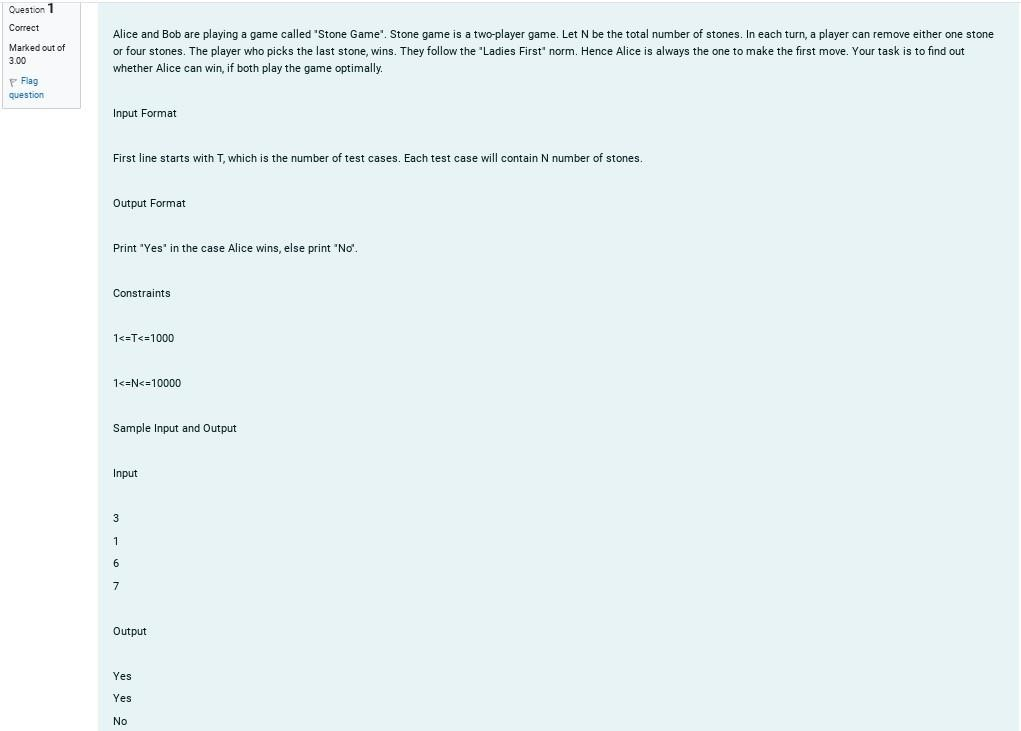 Question 1
Correct
Marked out of
3.00
Flag
question
Alice and Bob are playing a game called "Stone Game". Stone game is a two-player game. Let N be the total number of stones. In each turn, a player can remove either one stone
or four stones. The player who picks the last stone, wins. They follow the "Ladies First" norm. Hence Alice is always the one to make the first move. Your task is to find out
whether Alice can win, if both play the game optimally.
Input Format
First line starts with T, which is the number of test cases. Each test case will contain N number of stones.
Output Format
Print "Yes" in the case Alice wins, else print "No".
Constraints
1<=T<=1000
1<=N<=10000
Sample Input and Output
Input
3
1
6
7
Output
Yes
Yes
No